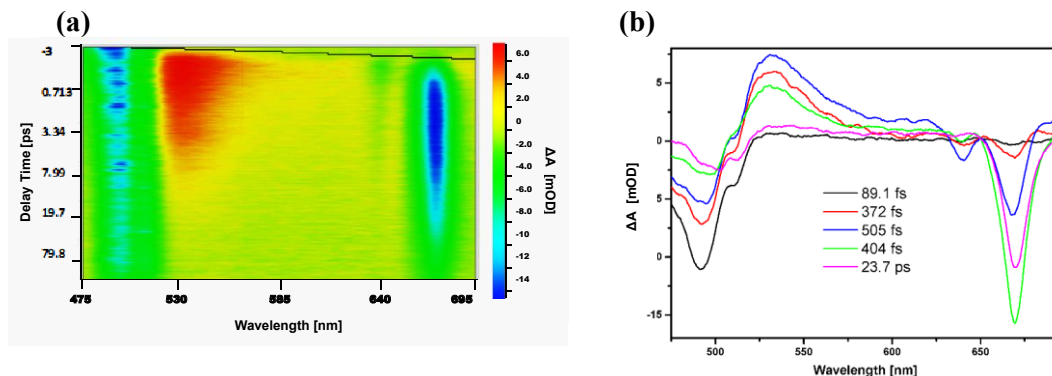 (a)
-3
0.713
3.34
7.99
19.7
79.8
Delay Time [ps]
475
530
585
640
695
Wavelength [nm]
6.0
4.0
2.0
0
-2.0
-4.0
-6.0
-8.0
-10
-12
-14
ΔA
[mOD]
(b)
5
0
5
0
-15
ΔA [mOD]
89.1 fs
372 fs
505 fs
404 fs
23.7 ps
500
550
600
650
Wavelength [nm]